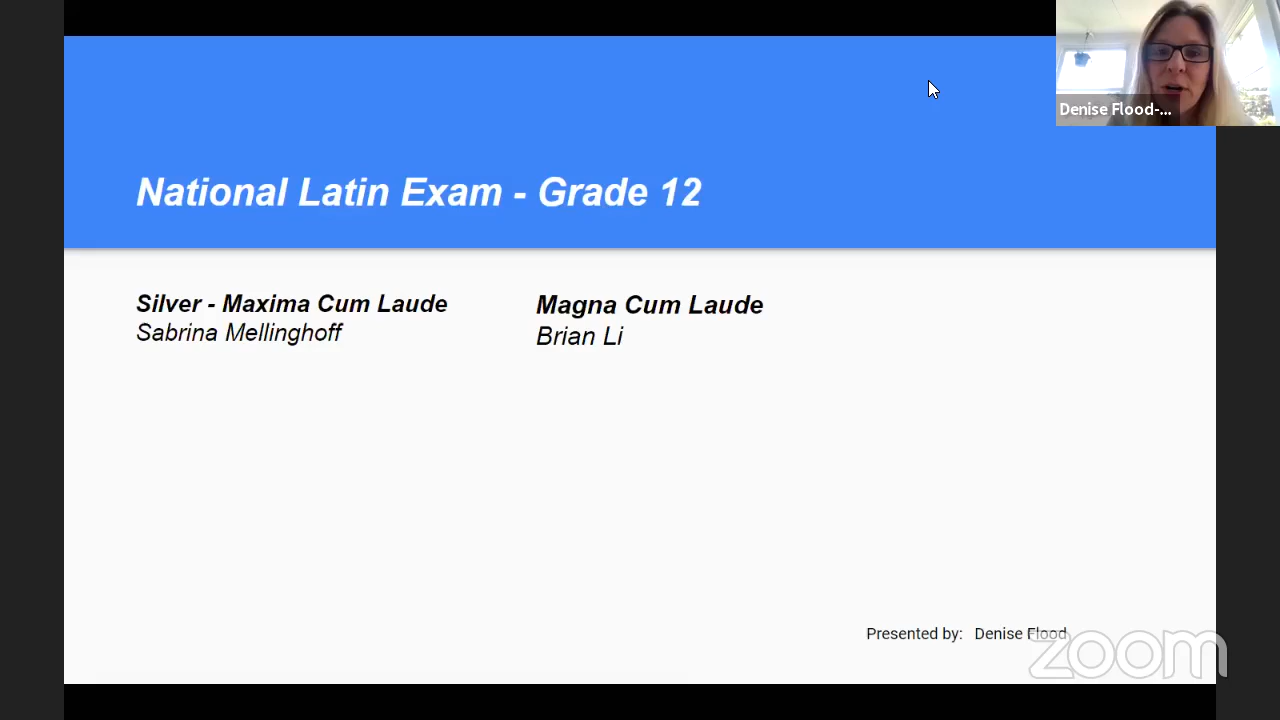 Denise Flood-...
National Latin Exam - Grade 12
Silver - Maxima Cum Laude
Sabrina Mellinghoff
Magna Cum Laude
Brian Li
Presented by: Denise Flood
zoom